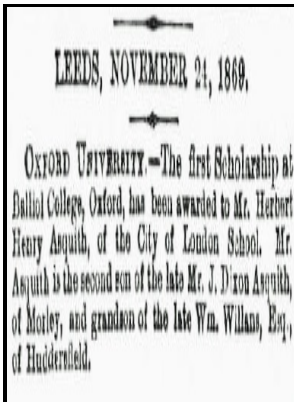 LEEDS, NOVEMBER 24, 1869.
OXFORD UNIVERSITY.—The first Scholarship at
Balliol College, Oxford, has been awarded to Mr. Herbert
Henry Asquith, of the City of London School. Mr.
Asquith is the second son of the late Mr. J. Dixon Asquith,
of Morley, and grandson of the late Wm. Willans, Esq.,
of Huddersfield.